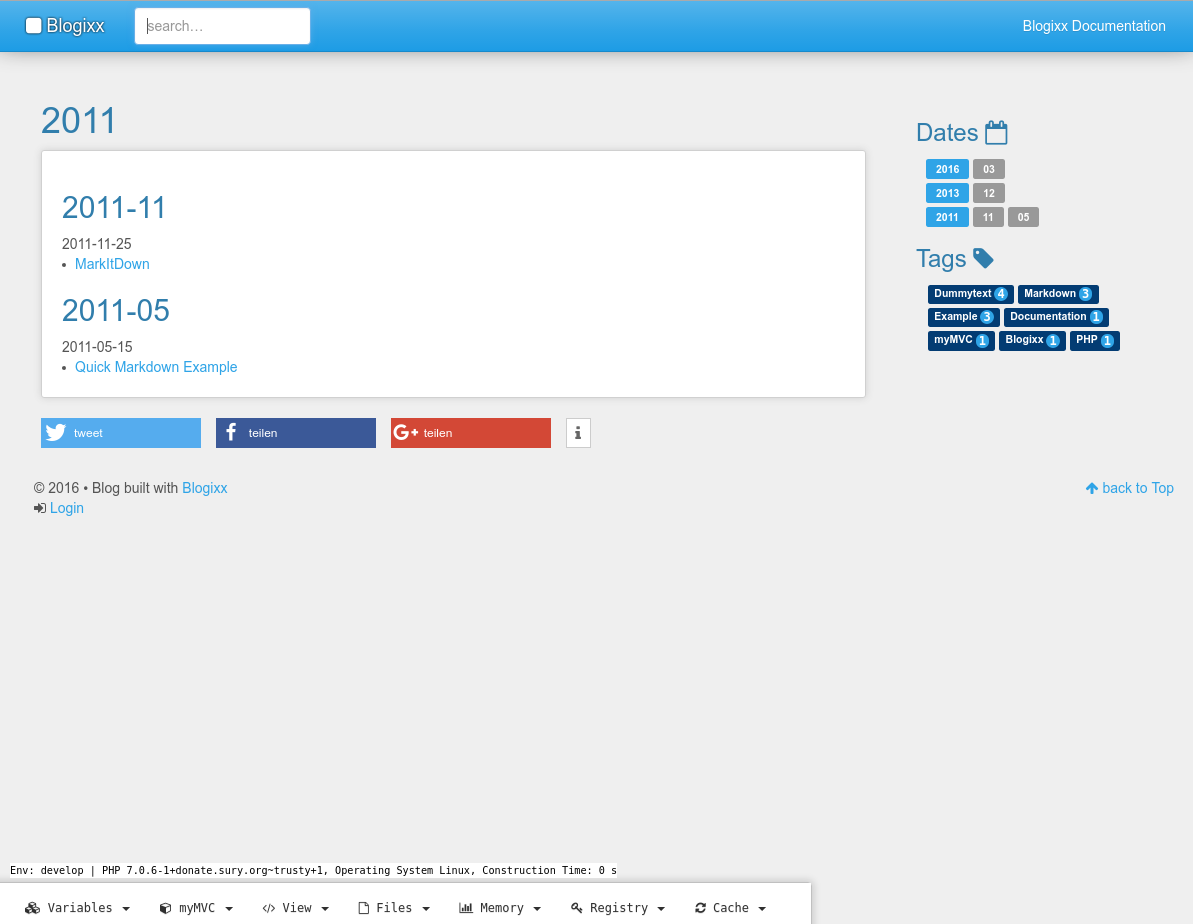 Blogixx
search...
Blogixx Documentation
2011
2011-11
2011-11-25
• MarkItDown
2011-05
2011-05-15
• Quick Markdown Example
tweet
teilen
teilen
Dates
2016 03
2013 12
2011 11 05
Tags
Dummytext 4 Markdown 3
Example 3 Documentation 1
myMVC 1 Blogixx 1 PHP 1
© 2016 • Blog built with Blogixx
Login
back to Top
Env: develop | PHP 7.0.6-1+donate.sury.org~trusty+1, Operating System Linux, Construction Time: 0 s
Variables myMVC View Files Memory Registry Cache